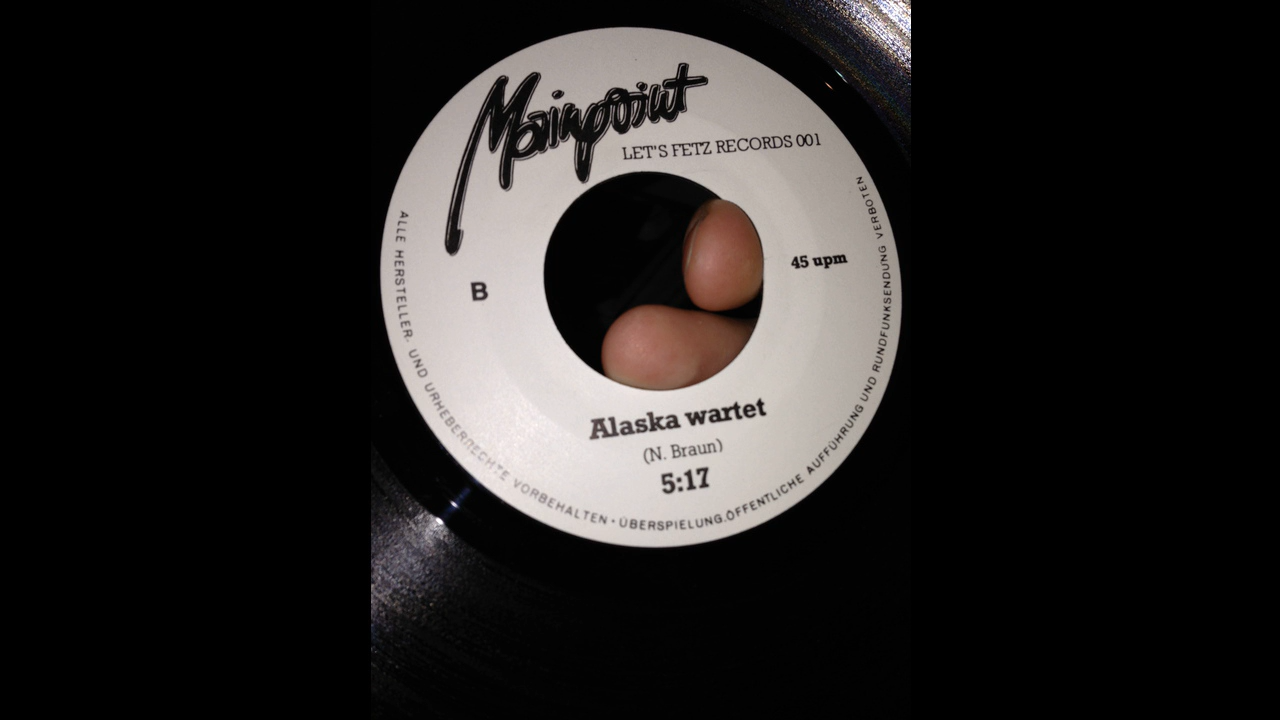 Mainpoint
LET'S FETZ RECORDS 001
45 upm
B
Alaska wartet
(N. Braun)
5:17
ALLE HERSTELLER- UND URHEBERRECHTE VORBEHALTEN • ÜBERSPIELUNG, ÖFFENTLICHE AUFFÜHRUNG UND RUNDFUNKSENDUNG VERBOTEN